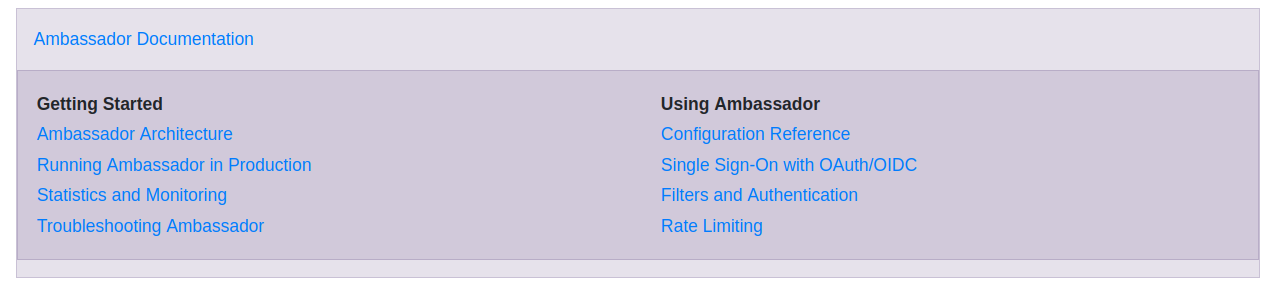 Ambassador Documentation
Getting Started
Ambassador Architecture
Running Ambassador in Production
Statistics and Monitoring
Troubleshooting Ambassador
Using Ambassador
Configuration Reference
Single Sign-On with OAuth/OIDC
Filters and Authentication
Rate Limiting